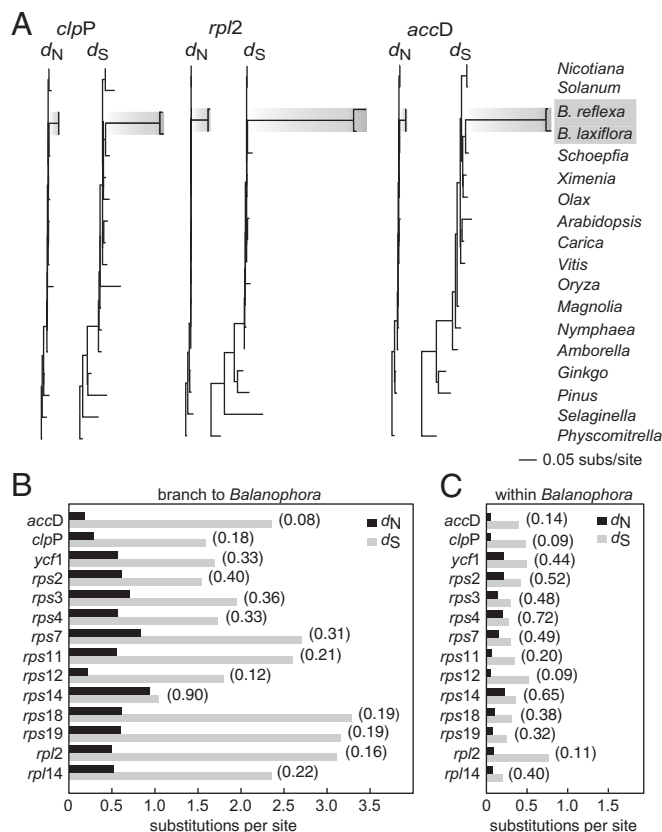 A
clpP rpl2 accD
dN dS dN dS dN dS
Nicotiana
Solanum
B. reflexa
B. laxiflora
Schoepfia
Ximenia
Olax
Arabidopsis
Carica
Vitis
Oryza
Magnolia
Nymphaea
Amborella
Ginkgo
Pinus
Selaginella
Physcomitrella
0.05 subs/site
B
branch to Balanophora
dN
dS
accD (0.08)
clpP (0.18)
ycf1 (0.33)
rps2 (0.40)
rps3 (0.36)
rps4 (0.33)
rps7 (0.31)
rps11 (0.21)
rps12 (0.12)
rps14 (0.90)
rps18 (0.19)
rps19 (0.19)
rpl2 (0.16)
rpl14 (0.22)
0 0.5 1.0 1.5 2.0 2.5 3.0 3.5
substitutions per site
C
within Balanophora
dN
dS
accD (0.14)
clpP (0.09)
ycf1 (0.44)
rps2 (0.52)
rps3 (0.48)
rps4 (0.72)
rps7 (0.49)
rps11 (0.20)
rps12 (0.09)
rps14 (0.65)
rps18 (0.38)
rps19 (0.32)
rpl2 (0.11)
rpl14 (0.40)
0 0.5 1.0 1.5
substitutions per site